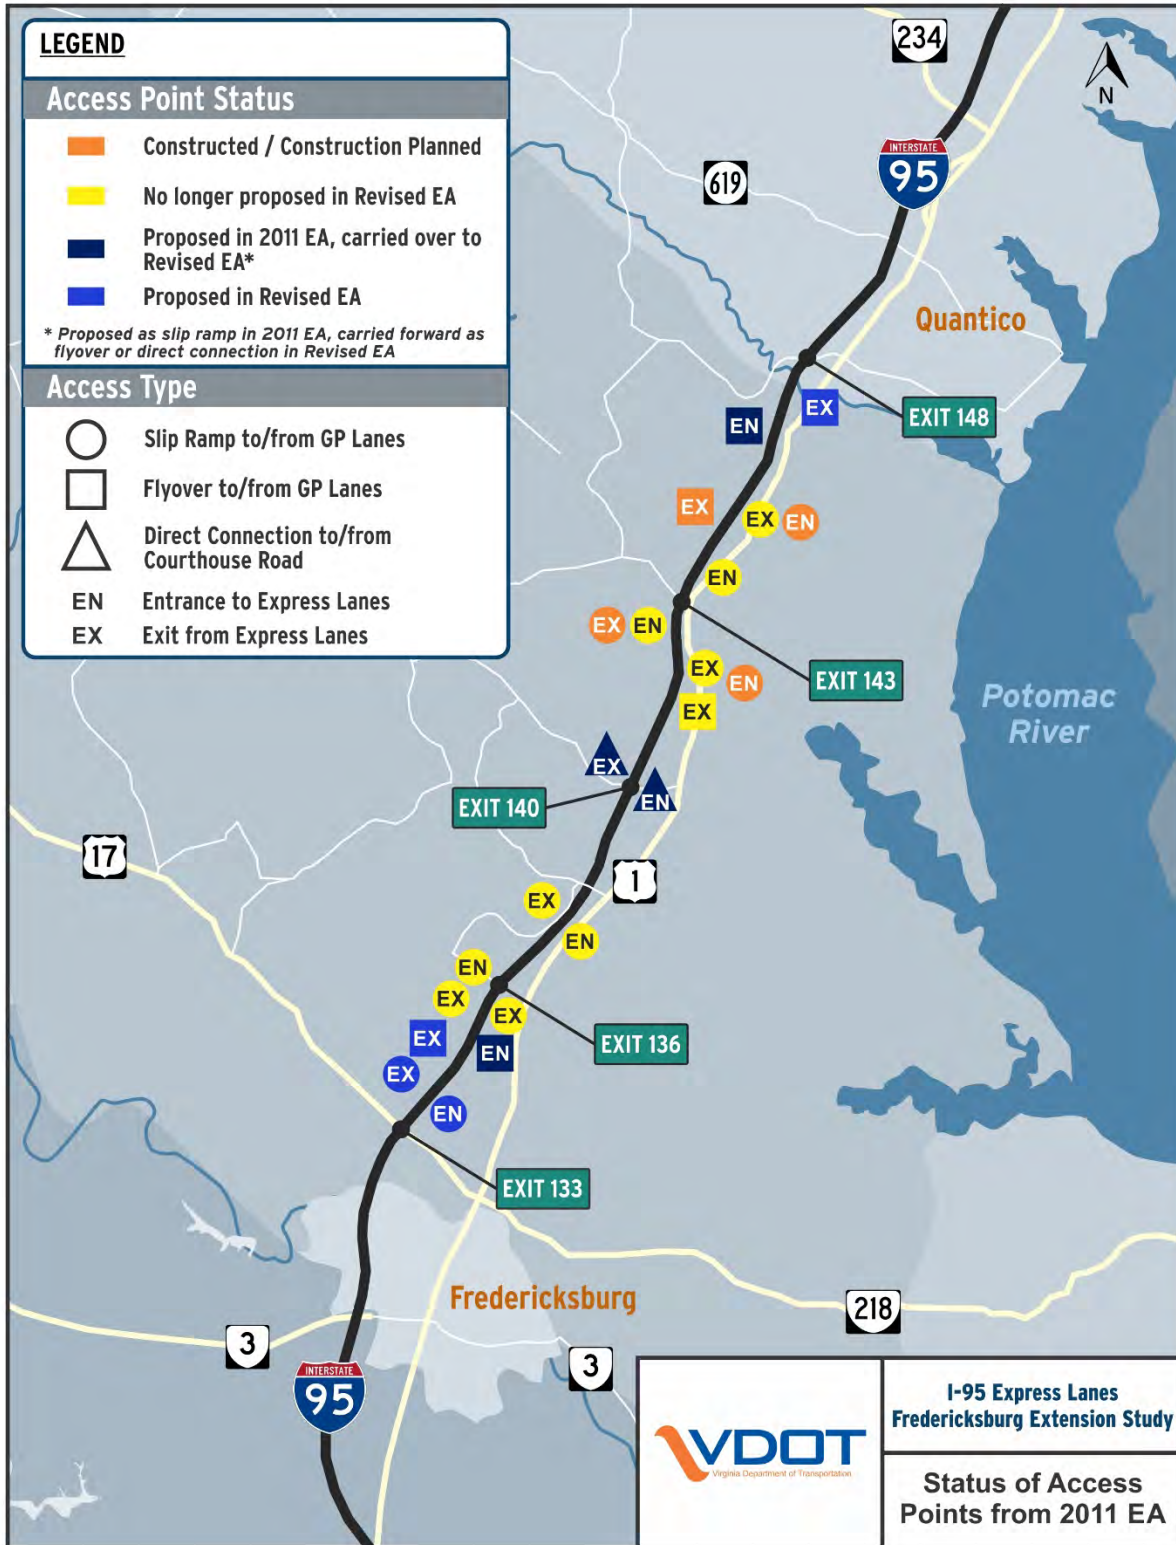 LEGEND
Access Point Status
Constructed / Construction Planned
No longer proposed in Revised EA
Proposed in 2011 EA, carried over to
Revised EA*
Proposed in Revised EA
* Proposed as slip ramp in 2011 EA, carried forward as
flyover or direct connection in Revised EA
Access Type
Slip Ramp to/from GP Lanes
Flyover to/from GP Lanes
Direct Connection to/from
Courthouse Road
EN Entrance to Express Lanes
EX Exit from Express Lanes
234
N
INTERSTATE
95
619
Quantico
EX
EN
EXIT 148
EX
EX
EN
EN
EX
EN
EX
EN
EXIT 143
EX
Potomac
River
EX
EN
EXIT 140
17
1
EX
EN
EN
EX
EX
EX
EN
EXIT 136
EX
EN
EXIT 133
Fredericksburg
218
3
3
INTERSTATE
95
VDOT
Virginia Department of Transportation
I-95 Express Lanes
Fredericksburg Extension Study
Status of Access
Points from 2011 EA